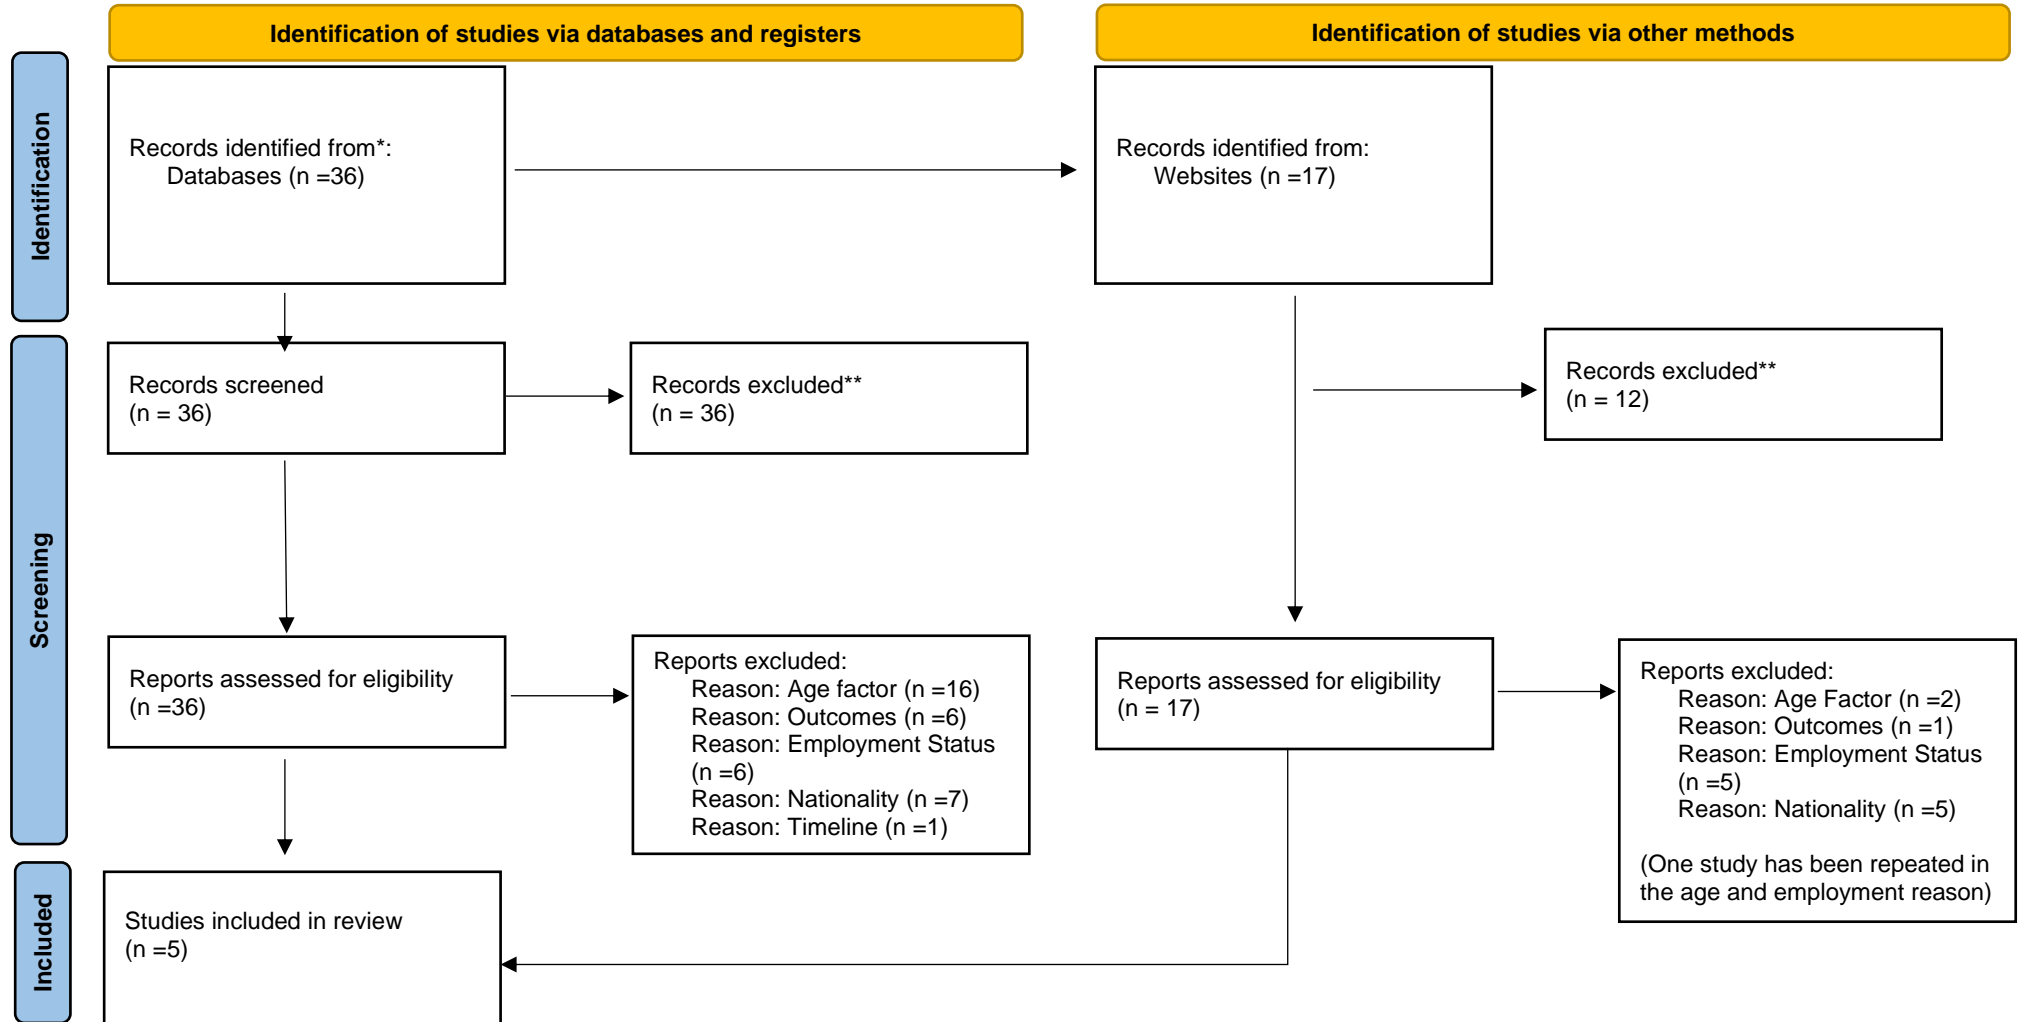 Identification of studies via databases and registers
Identification of studies via other methods
Identification
Records identified from*:
Databases (n =36)
Records identified from:
Websites (n =17)
Screening
Records screened
(n = 36)
Records excluded**
(n = 36)
Records excluded**
(n = 12)
Reports assessed for eligibility
(n =36)
Reports excluded:
Reason: Age factor (n =16)
Reason: Outcomes (n =6)
Reason: Employment Status
(n =6)
Reason: Nationality (n =7)
Reason: Timeline (n =1)
Reports assessed for eligibility
(n = 17)
Reports excluded:
Reason: Age Factor (n =2)
Reason: Outcomes (n =1)
Reason: Employment Status
(n =5)
Reason: Nationality (n =5)
(One study has been repeated in
the age and employment reason)
Included
Studies included in review
(n =5)